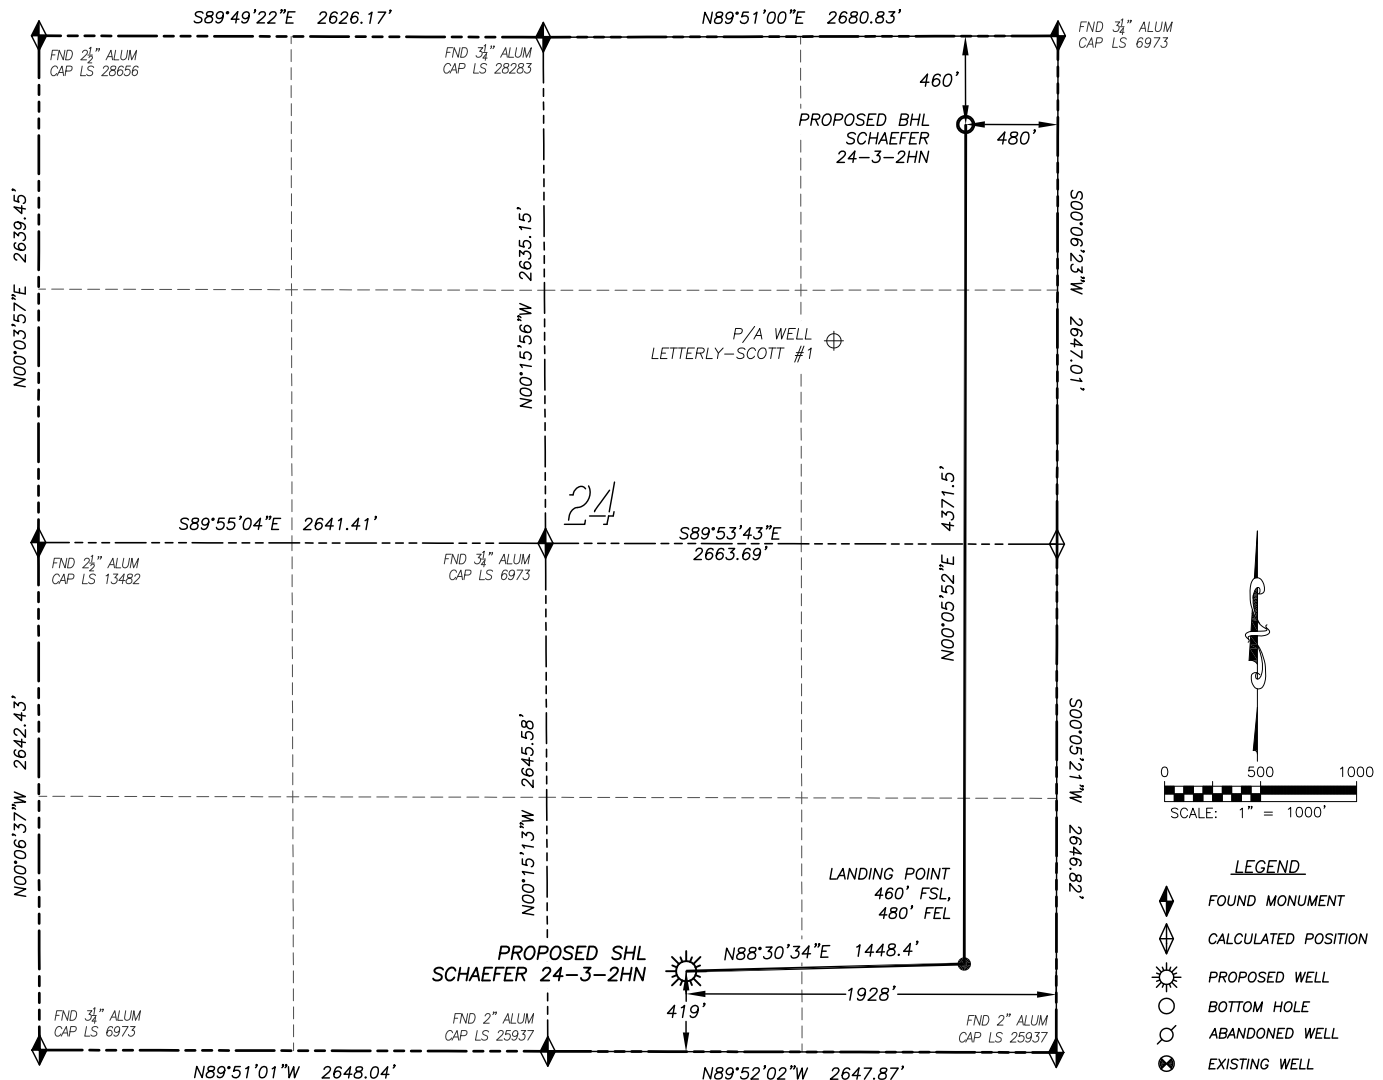 S89°49'22"E 2626.17'
N89°51'00"E 2680.83'
FND 2½" ALUM
CAP LS 28656
FND 3¼" ALUM
CAP LS 28283
FND 3¼" ALUM
CAP LS 6973
460'
PROPOSED BHL
SCHAEFER
24-3-2HN
480'
N00°03'57"E 2639.45'
N00°15'56"W 2635.15'
S00°06'23"W 2647.01'
P/A WELL
LETTERLY-SCOTT #1
24
N00°05'52"E 4371.5'
S89°55'04"E 2641.41'
S89°53'43"E
2663.69'
FND 2½" ALUM
CAP LS 13482
FND 3¼" ALUM
CAP LS 6973
N00°06'37"W 2642.43'
N00°15'13"W 2645.58'
S00°05'21"W 2646.82'
LANDING POINT
460' FSL,
480' FEL
PROPOSED SHL
SCHAEFER 24-3-2HN
N88°30'34"E 1448.4'
1928'
419'
FND 3¼" ALUM
CAP LS 6973
FND 2" ALUM
CAP LS 25937
FND 2" ALUM
CAP LS 25937
N89°51'01"W 2648.04'
N89°52'02"W 2647.87'
0 500 1000
SCALE: 1" = 1000'
LEGEND
FOUND MONUMENT
CALCULATED POSITION
PROPOSED WELL
BOTTOM HOLE
ABANDONED WELL
EXISTING WELL